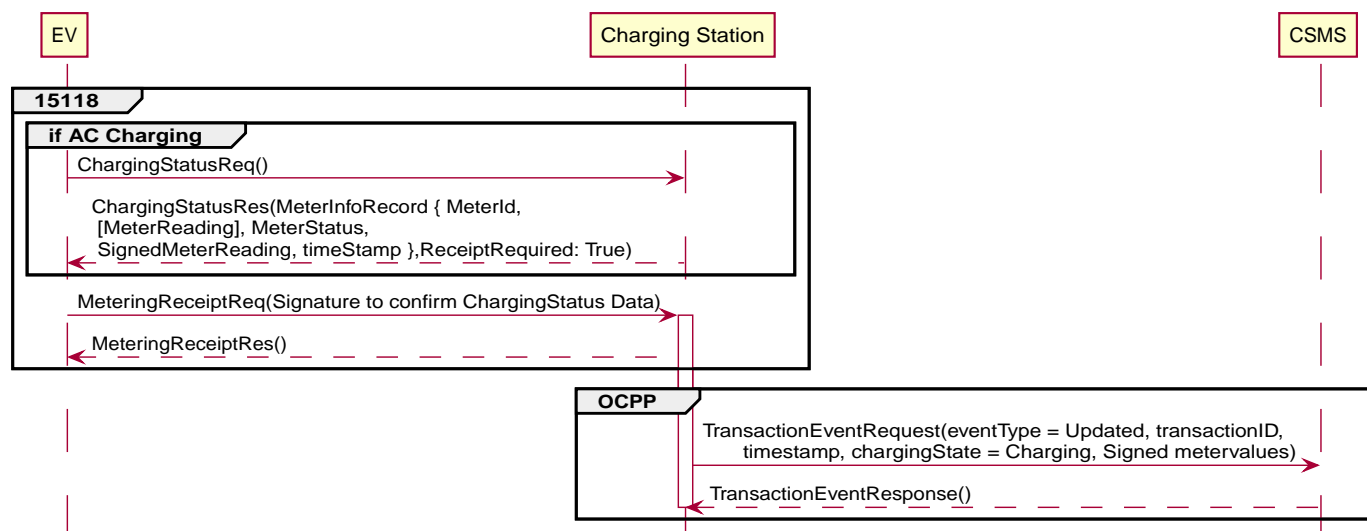 EV
Charging Station
CSMS
15118
if AC Charging
ChargingStatusReq()
ChargingStatusRes(MeterInfoRecord { MeterId,
[MeterReading], MeterStatus,
SignedMeterReading, timeStamp },ReceiptRequired: True)
MeteringReceiptReq(Signature to confirm ChargingStatus Data)
MeteringReceiptRes()
OCPP
TransactionEventRequest(eventType = Updated, transactionID,
timestamp, chargingState = Charging, Signed metervalues)
TransactionEventResponse()